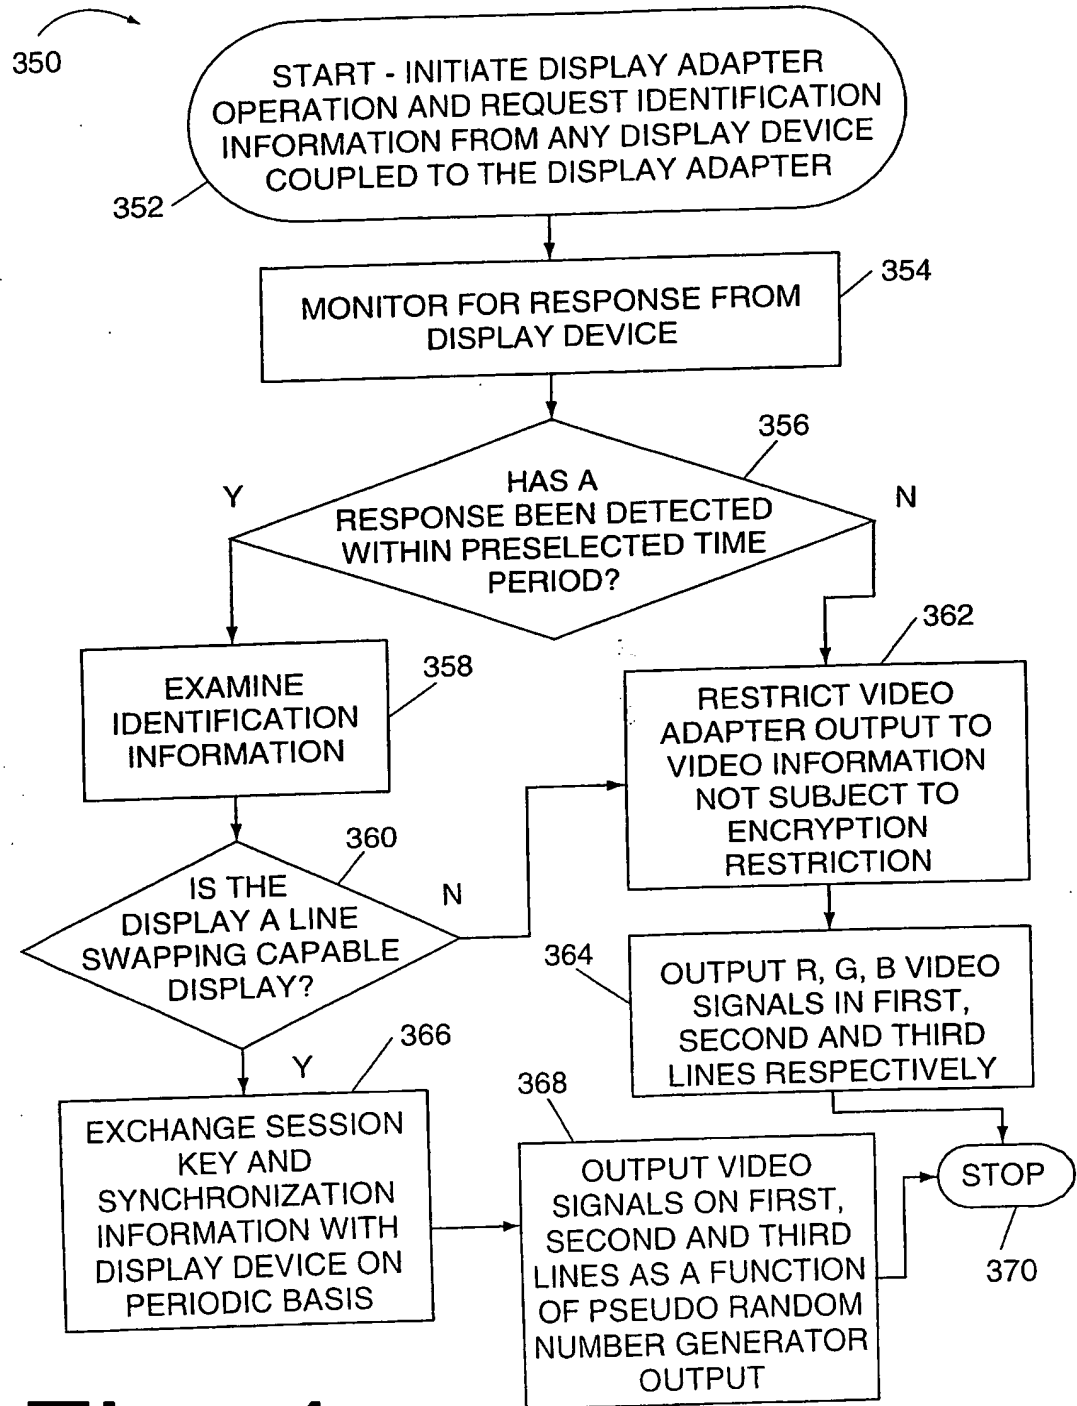 350
START - INITIATE DISPLAY ADAPTER
OPERATION AND REQUEST IDENTIFICATION
INFORMATION FROM ANY DISPLAY DEVICE
COUPLED TO THE DISPLAY ADAPTER
352
354
MONITOR FOR RESPONSE FROM
DISPLAY DEVICE
356
Y
N
HAS A
RESPONSE BEEN DETECTED
WITHIN PRESELECTED TIME
PERIOD?
358
EXAMINE
IDENTIFICATION
INFORMATION
362
RESTRICT VIDEO
ADAPTER OUTPUT TO
VIDEO INFORMATION
NOT SUBJECT TO
ENCRYPTION
RESTRICTION
360
N
IS THE
DISPLAY A LINE
SWAPPING CAPABLE
DISPLAY?
Y
364
OUTPUT R, G, B VIDEO
SIGNALS IN FIRST,
SECOND AND THIRD
LINES RESPECTIVELY
366
EXCHANGE SESSION
KEY AND
SYNCHRONIZATION
INFORMATION WITH
DISPLAY DEVICE ON
PERIODIC BASIS
368
OUTPUT VIDEO
SIGNALS ON FIRST,
SECOND AND THIRD
LINES AS A FUNCTION
OF PSEUDO RANDOM
NUMBER GENERATOR
OUTPUT
STOP
370